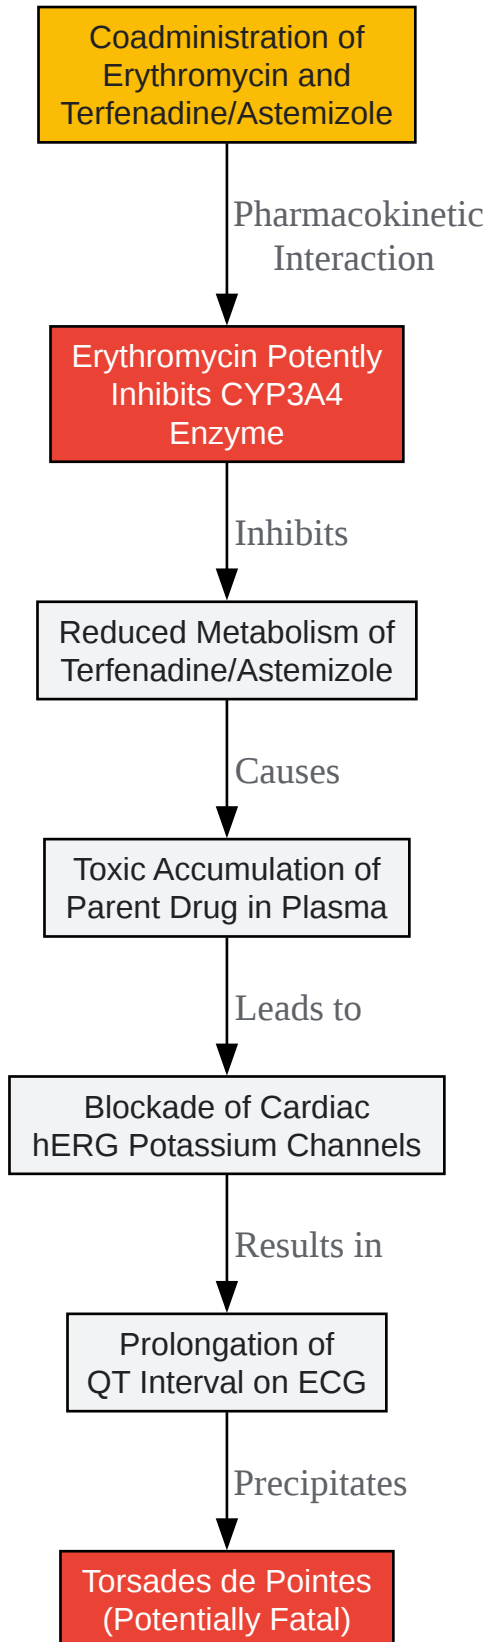 Coadministration of
Erythromycin and
Terfenadine/Astemizole
Pharmacokinetic
Interaction
Erythromycin Potently
Inhibits CYP3A4
Enzyme
Inhibits
Reduced Metabolism of
Terfenadine/Astemizole
Causes
Toxic Accumulation of
Parent Drug in Plasma
Leads to
Blockade of Cardiac
hERG Potassium Channels
Results in
Prolongation of
QT Interval on ECG
Precipitates
Torsades de Pointes
(Potentially Fatal)